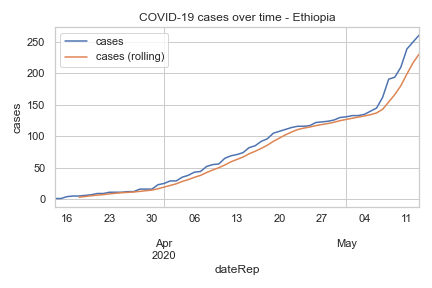 COVID-19 cases over time - Ethiopia
cases
cases (rolling)
250
200
150
100
50
0
cases
16 23 30 06 13 20 27 04 11
Apr May
2020
dateRep